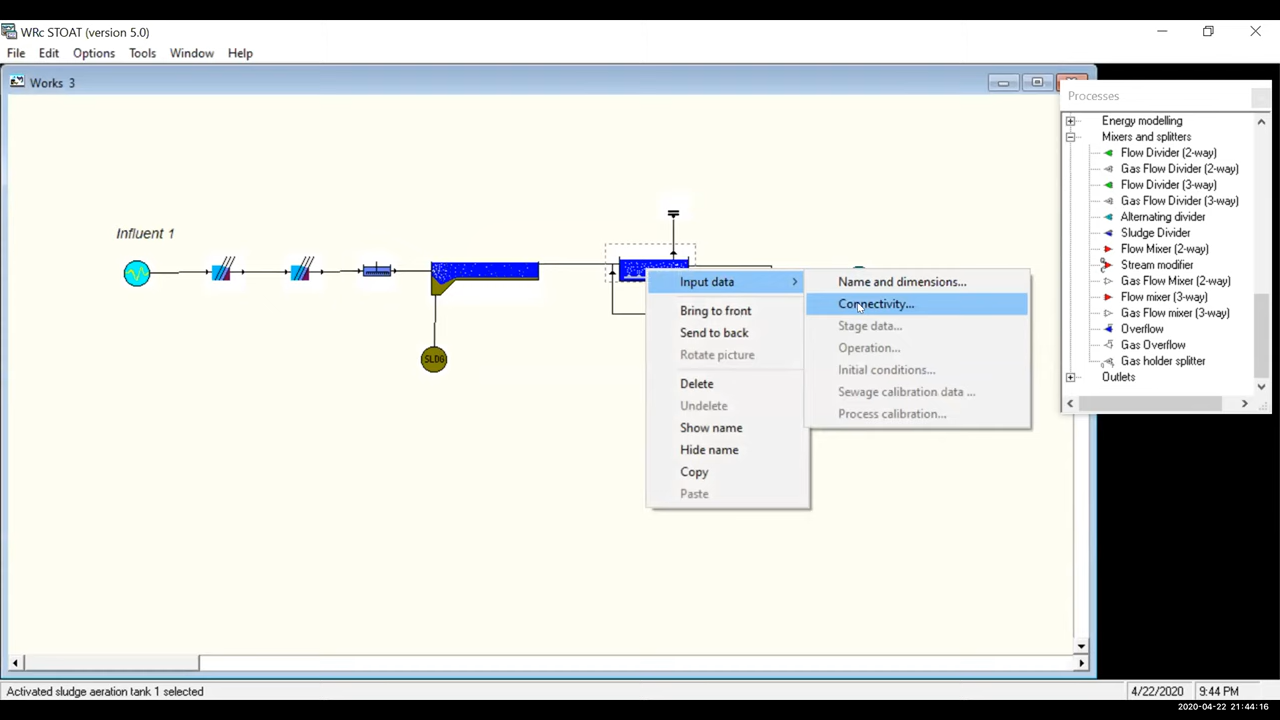 WRc STOAT (version 5.0)
File Edit Options Tools Window Help
Works 3
Processes
Energy modelling
Mixers and splitters
Flow Divider (2-way)
Gas Flow Divider (2-way)
Flow Divider (3-way)
Gas Flow Divider (3-way)
Alternating divider
Sludge Divider
Flow Mixer (2-way)
Stream modifier
Gas Flow Mixer (2-way)
Flow mixer (3-way)
Gas Flow mixer (3-way)
Overflow
Gas Overflow
Gas holder splitter
Outlets
Influent 1
SLDG
Input data
Bring to front
Send to back
Rotate picture
Delete
Undelete
Show name
Hide name
Copy
Paste
Name and dimensions...
Connectivity...
Stage data...
Operation...
Initial conditions...
Sewage calibration data ...
Process calibration...
Activated sludge aeration tank 1 selected
4/22/2020 9:44 PM
2020-04-22 21:44:16